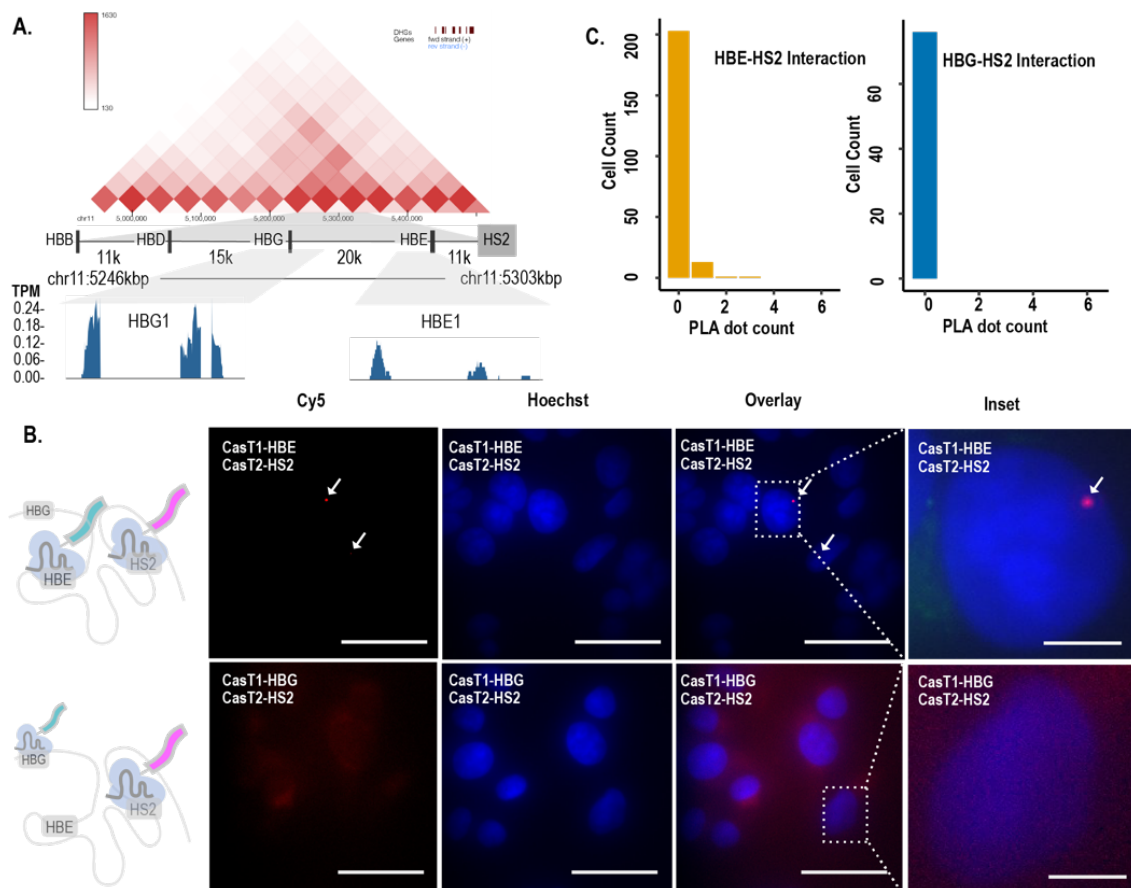 A.
1630
130
DHSs
Genes
fwd strand (+)
rev strand (-)
chr11
5,000,000
5,100,000
5,200,000
5,300,000
5,400,000
HBB
HBD
HBG
HBE
HS2
11k
15k
20k
11k
chr11:5246kbp
chr11:5303kbp
TPM
0.24-
0.18-
0.12-
0.06-
0.00-
HBG1
HBE1
C.
HBE-HS2 Interaction
Cell Count
200
150
100
50
0
0 2 4 6
PLA dot count
HBG-HS2 Interaction
Cell Count
60
40
20
0
0 2 4 6
PLA dot count
B.
Cy5
Hoechst
Overlay
Inset
HBG
HBE
HS2
CasT1-HBE
CasT2-HS2
CasT1-HBE
CasT2-HS2
CasT1-HBE
CasT2-HS2
CasT1-HBE
CasT2-HS2
HBG
HS2
HBE
CasT1-HBG
CasT2-HS2
CasT1-HBG
CasT2-HS2
CasT1-HBG
CasT2-HS2
CasT1-HBG
CasT2-HS2